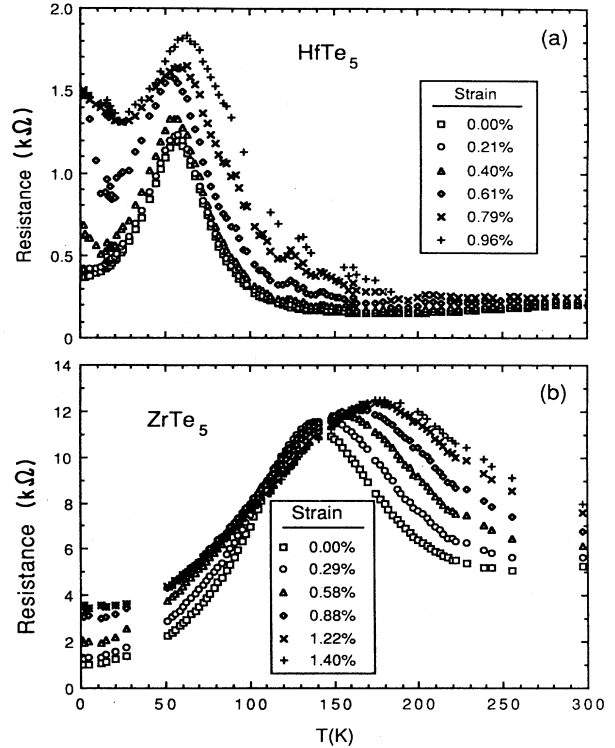 2.0
(a)
HfTe5
1.5
Strain
0.00%
0.21%
1.0
0.40%
0.61%
0.79%
0.5
0.96%
0
Resistance (kΩ)
14
(b)
12
ZrTe5
10
8
Strain
6
0.00%
0.29%
4
0.58%
0.88%
2
1.22%
1.40%
0
Resistance (kΩ)
0 50 100 150 200 250 300
T(K)